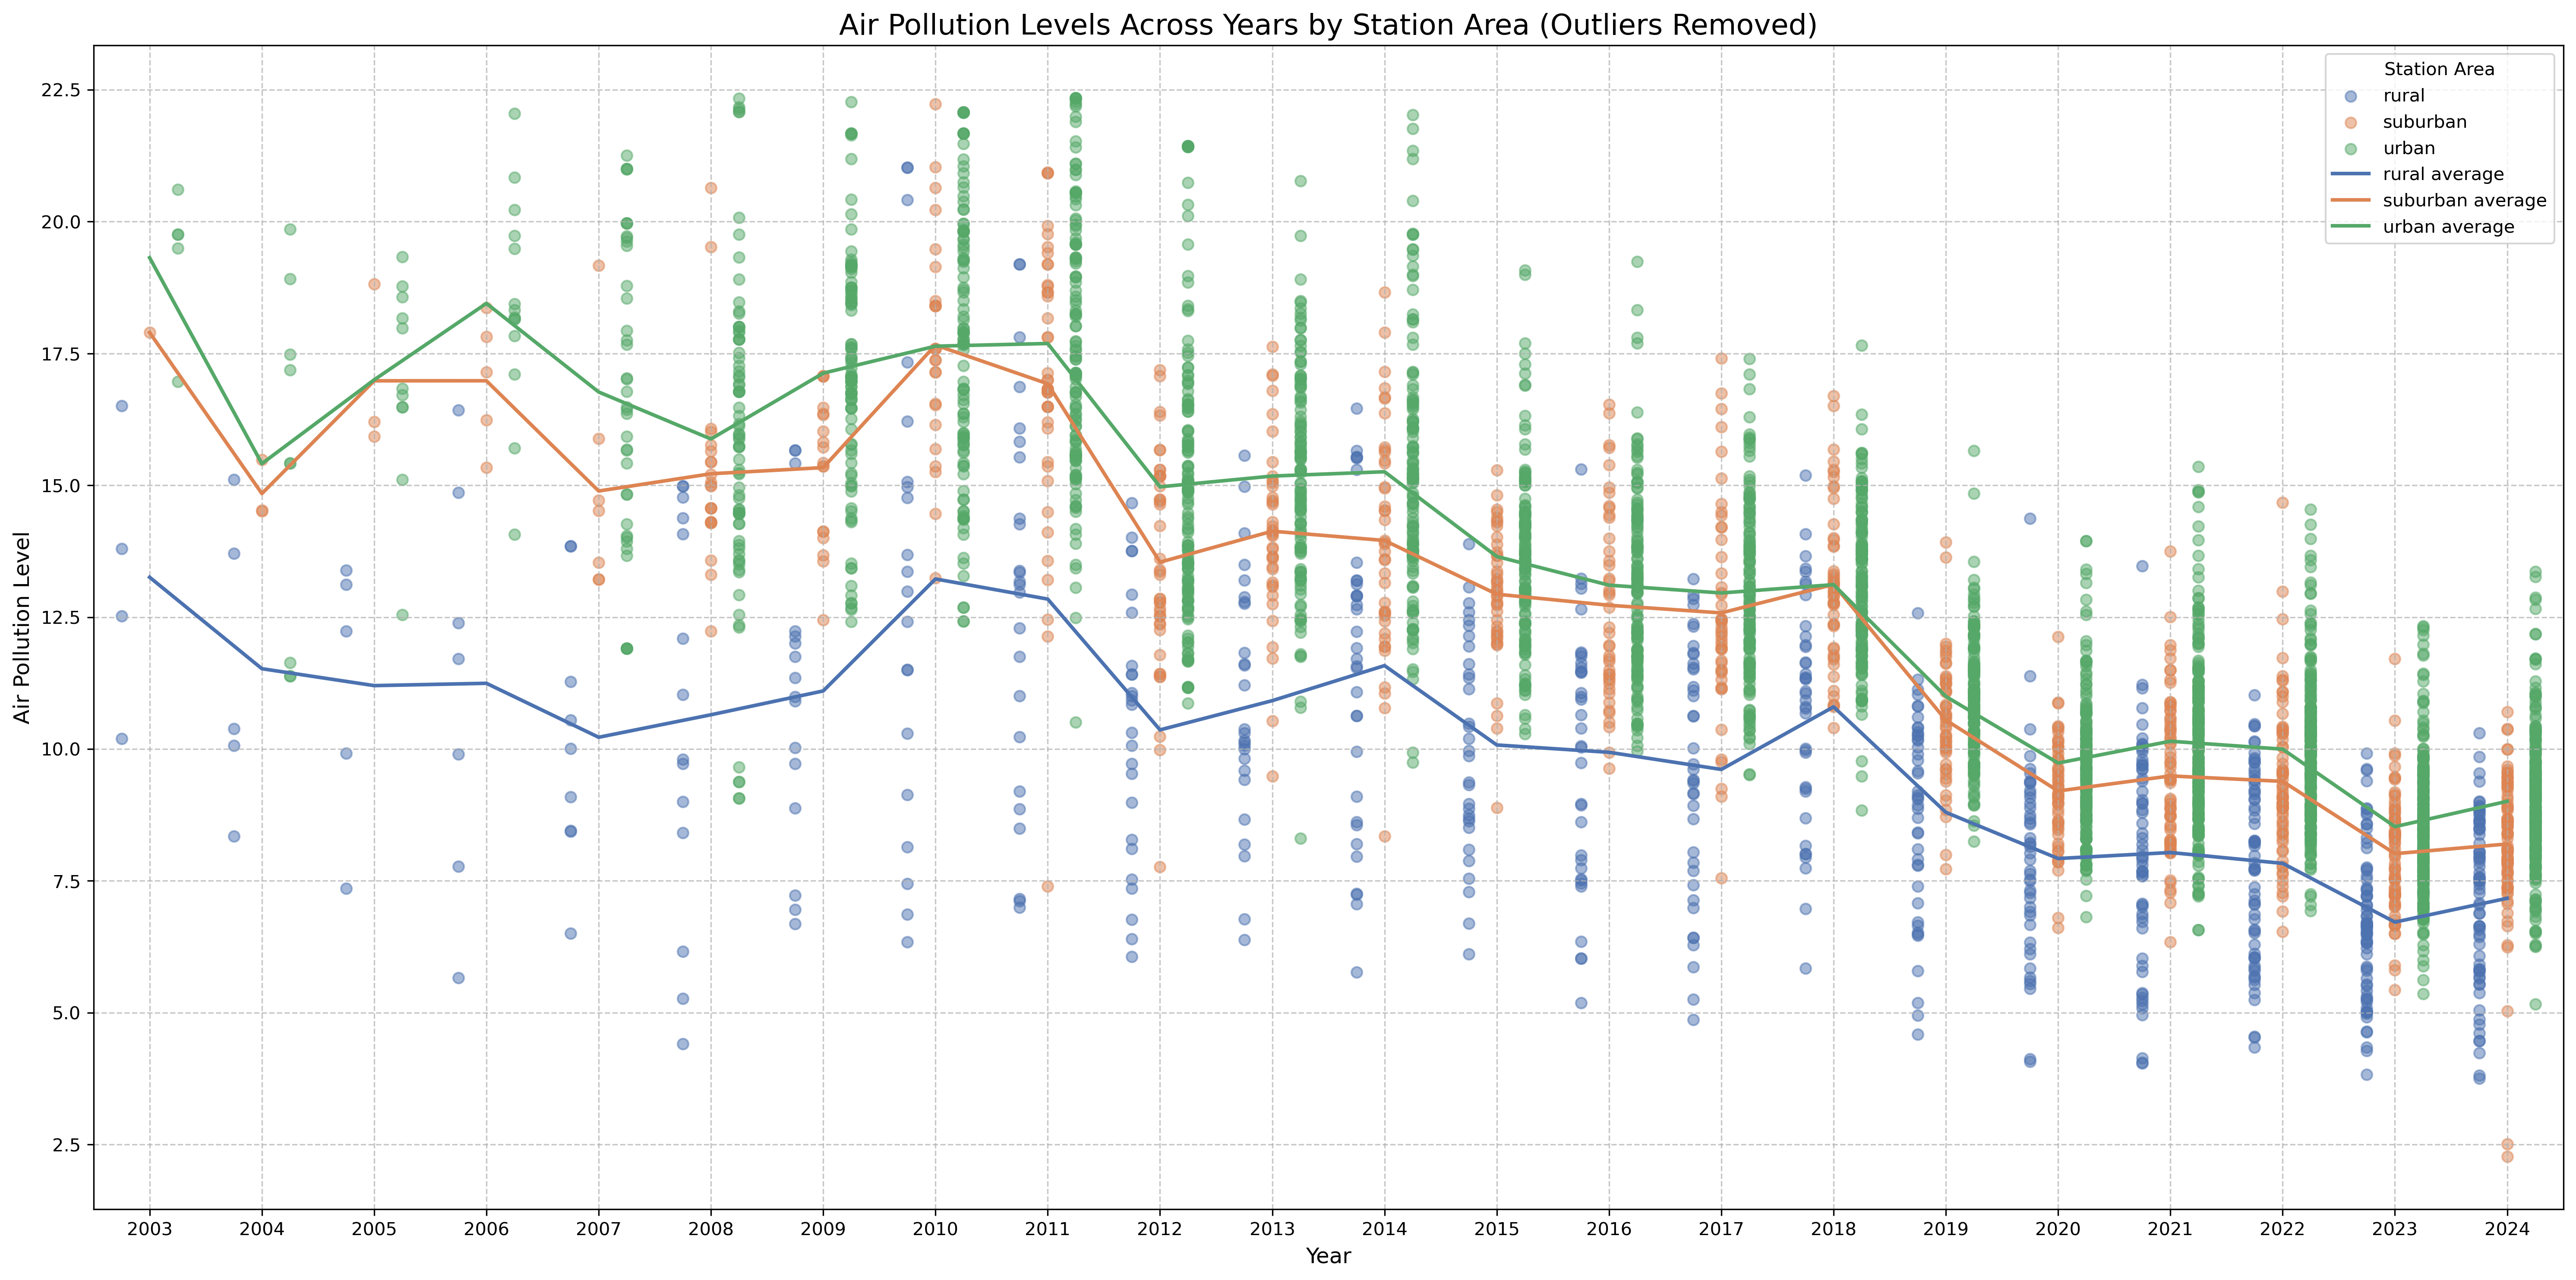 Air Pollution Levels Across Years by Station Area (Outliers Removed)
Station Area
rural
suburban
urban
rural average
suburban average
urban average
Air Pollution Level
22.5
20.0
17.5
15.0
12.5
10.0
7.5
5.0
2.5
2003 2004 2005 2006 2007 2008 2009 2010 2011 2012 2013 2014 2015 2016 2017 2018 2019 2020 2021 2022 2023 2024
Year